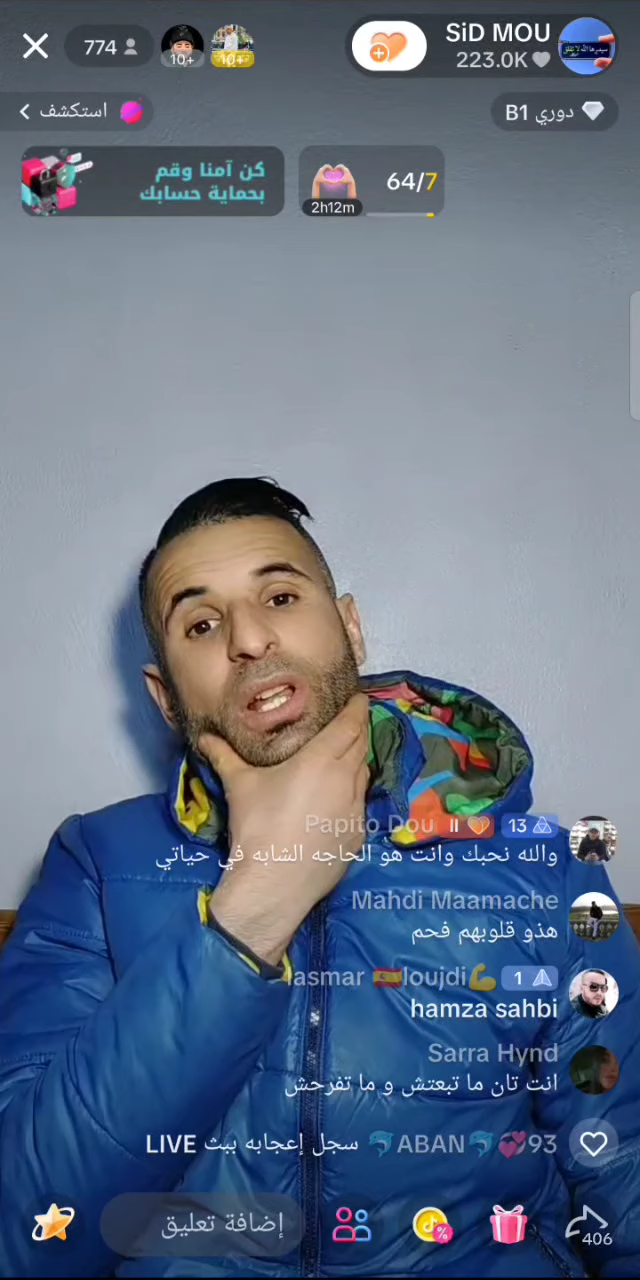 774
SiD MOU
223.0K
10+
10+
استكشف
دوري B1
كن آمنا وقم
بحماية حسابك
64/7
2h12m
Papito Dou 13
والله نحبك وانت هو الحاجه الشابه في حياتي
Mahdi Maamache
هذو قلوبهم فحم
lasmar 🇪🇸loujdi💪 1
hamza sahbi
Sarra Hynd
انت تان ما تبعتش و ما تفرحش
93💞🐬ABAN🐬 سجل إعجابه ببث LIVE
إضافة تعليق
406